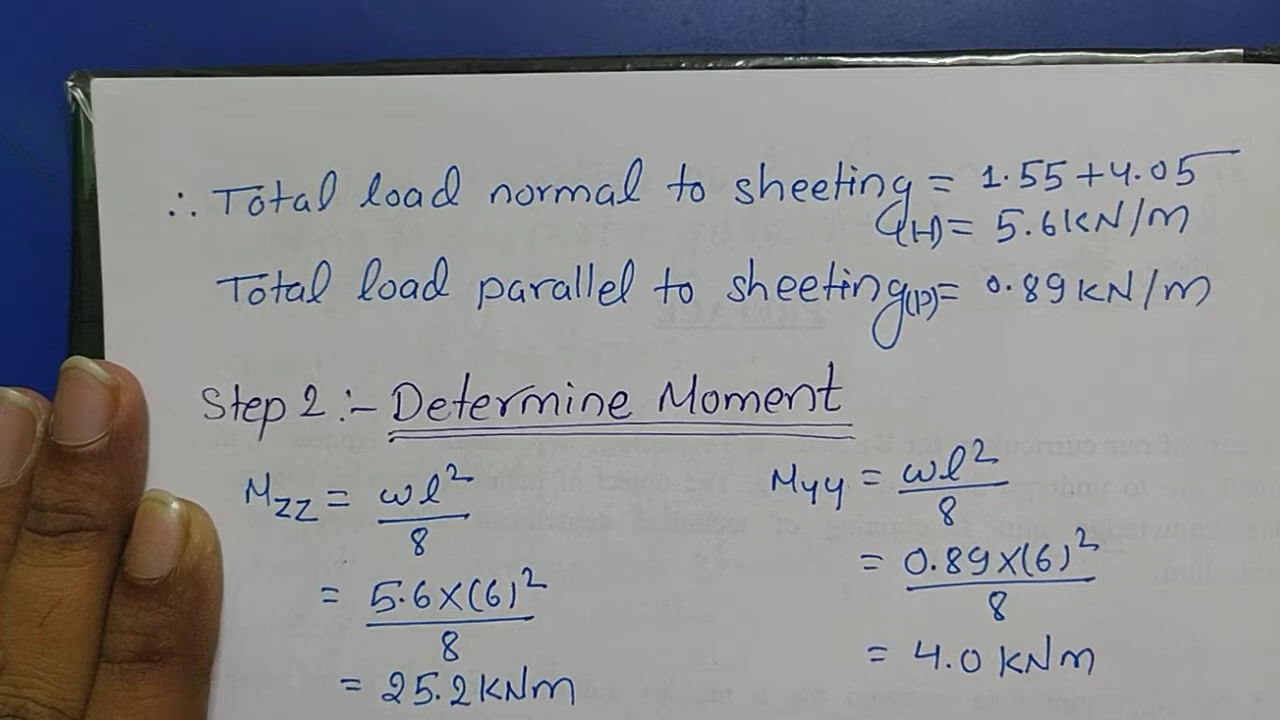 ∴ Total load normal to sheeting = 1.55 + 4.05
(H) = 5.6 KN/m
Total load parallel to sheeting (P) = 0.89 KN/m
Step 2 :- Determine Moment
Mzz = ωl²/8
Myy = ωl²/8
= 5.6 × (6)²/8
= 0.89 × (6)²/8
= 25.2 KNm
= 4.0 KNm